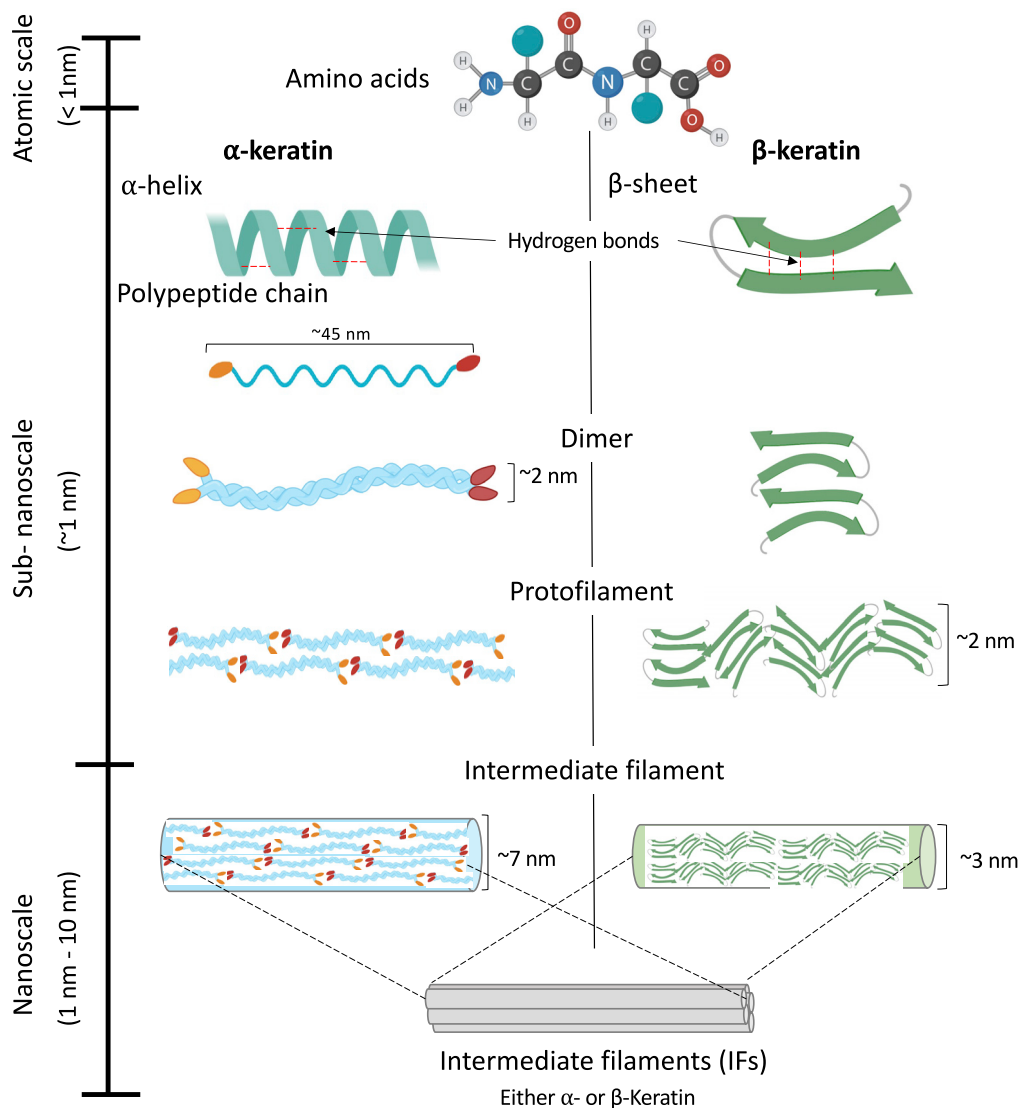 Atomic scale
(< 1nm)
Amino acids
H
H
N
C
H
O
C
N
H
H
C
C
O
O
H
α-keratin
β-keratin
α-helix
β-sheet
Hydrogen bonds
Polypeptide chain
~45 nm
Sub- nanoscale
(~1 nm)
Dimer
~2 nm
Protofilament
~2 nm
Intermediate filament
~7 nm
~3 nm
Nanoscale
(1 nm - 10 nm)
Intermediate filaments (IFs)
Either α- or β-Keratin